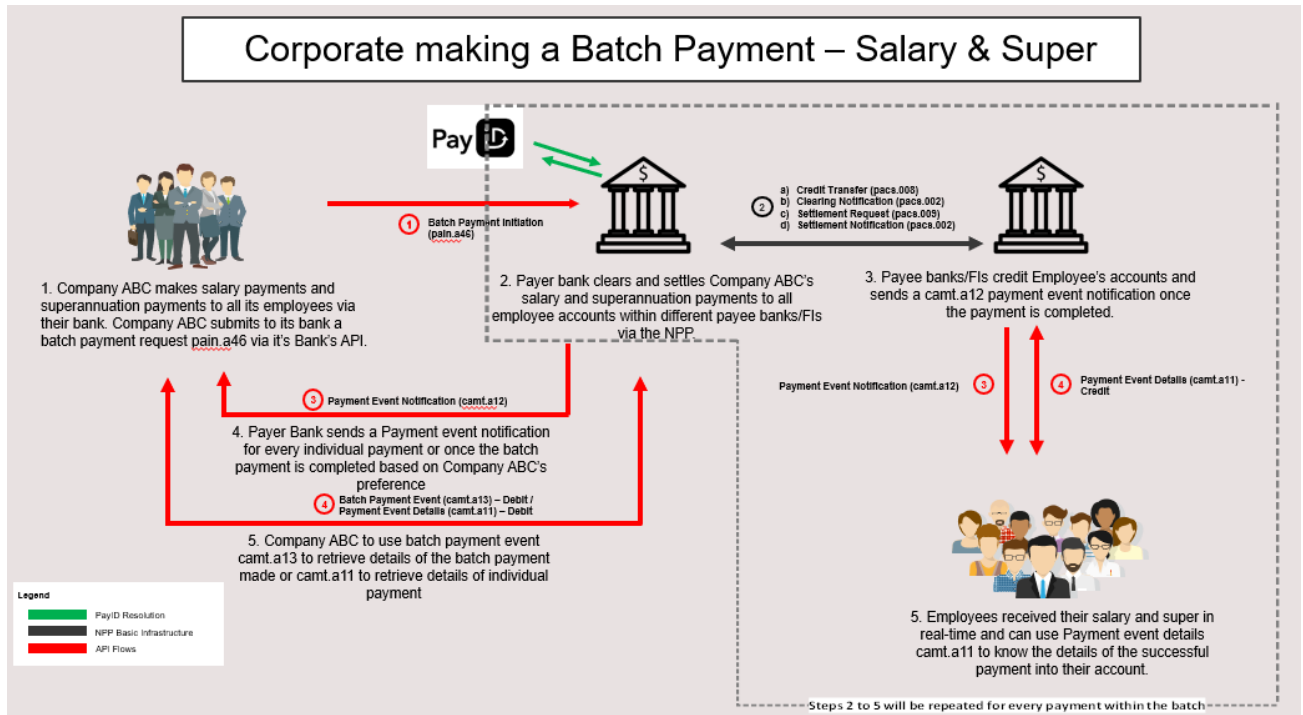 Corporate making a Batch Payment – Salary & Super
Pay ID
$
$
1
Batch Payment Initiation
(pain.a46)
2
a) Credit Transfer (pacs.008)
b) Clearing Notification (pacs.002)
c) Settlement Request (pacs.009)
d) Settlement Notification (pacs.002)
1. Company ABC makes salary payments and
superannuation payments to all its employees via
their bank. Company ABC submits to its bank a
batch payment request pain.a46 via it's Bank's API.
2. Payer bank clears and settles Company ABC's
salary and superannuation payments to all
employee accounts within different payee banks/FIs
via the NPP.
3. Payee banks/FIs credit Employee's accounts and
sends a camt.a12 payment event notification once
the payment is completed.
Payment Event Notification (camt.a12)
3
4
Payment Event Details (camt.a11) -
Credit
3
Payment Event Notification (camt.a12)
4. Payer Bank sends a Payment event notification
for every individual payment or once the batch
payment is completed based on Company ABC's
preference
4
Batch Payment Event (camt.a13) – Debit /
Payment Event Details (camt.a11) – Debit
5. Company ABC to use batch payment event
camt.a13 to retrieve details of the batch payment
made or camt.a11 to retrieve details of individual
payment
Legend
PayID Resolution
NPP Basic Infrastructure
API Flows
5. Employees received their salary and super in
real-time and can use Payment event details
camt.a11 to know the details of the successful
payment into their account.
Steps 2 to 5 will be repeated for every payment within the batch